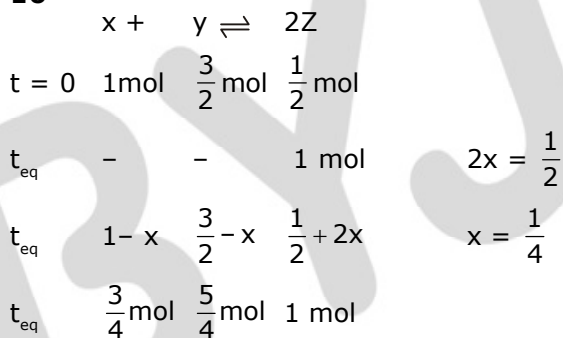 x + y ⇌ 2Z
t = 0 1mol 3/2 mol 1/2 mol
t_eq – – 1 mol 2x = 1/2
t_eq 1– x 3/2 – x 1/2 + 2x x = 1/4
t_eq 3/4 mol 5/4 mol 1 mol